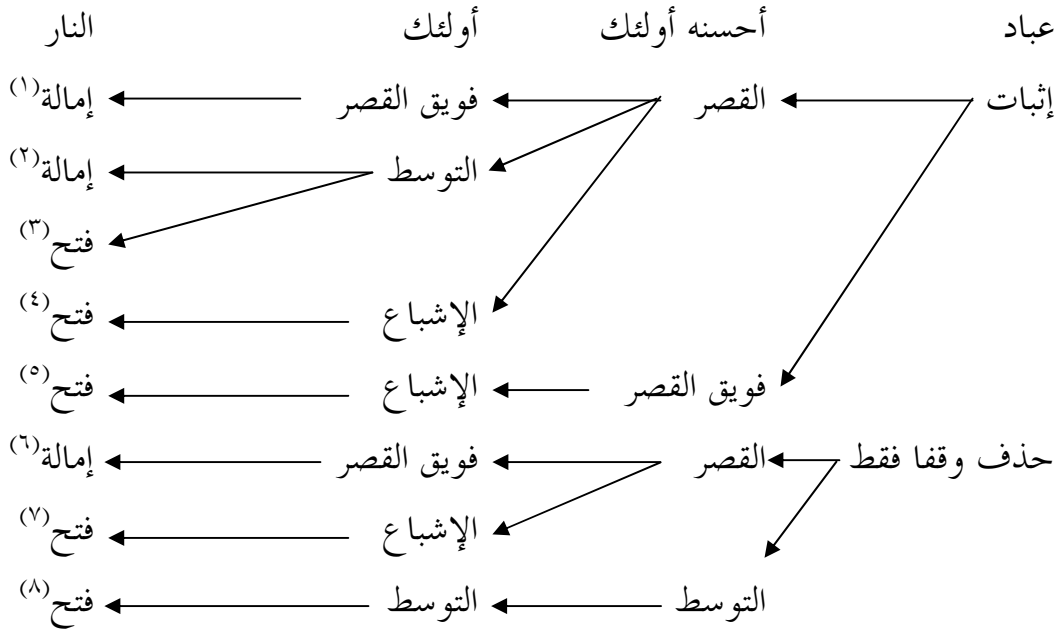 عباد أحسنه أولئك أولئك النار
إثبات القصر فويق القصر إمالة(١)
التوسط إمالة(٢)
فتح(٣)
الإشباع فتح(٤)
فويق القصر الإشباع فتح(٥)
حذف وقفا فقط القصر فويق القصر إمالة(٦)
الإشباع فتح(٧)
التوسط التوسط فتح(٨)